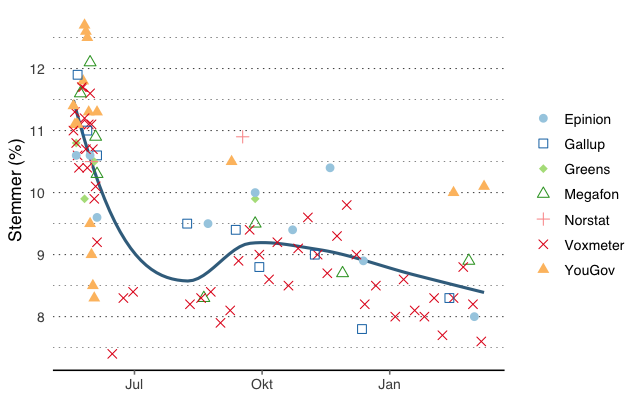 Stemmer (%)
12
11
10
9
8
Jul
Okt
Jan
Epinion
Gallup
Greens
Megafon
Norstat
Voxmeter
YouGov